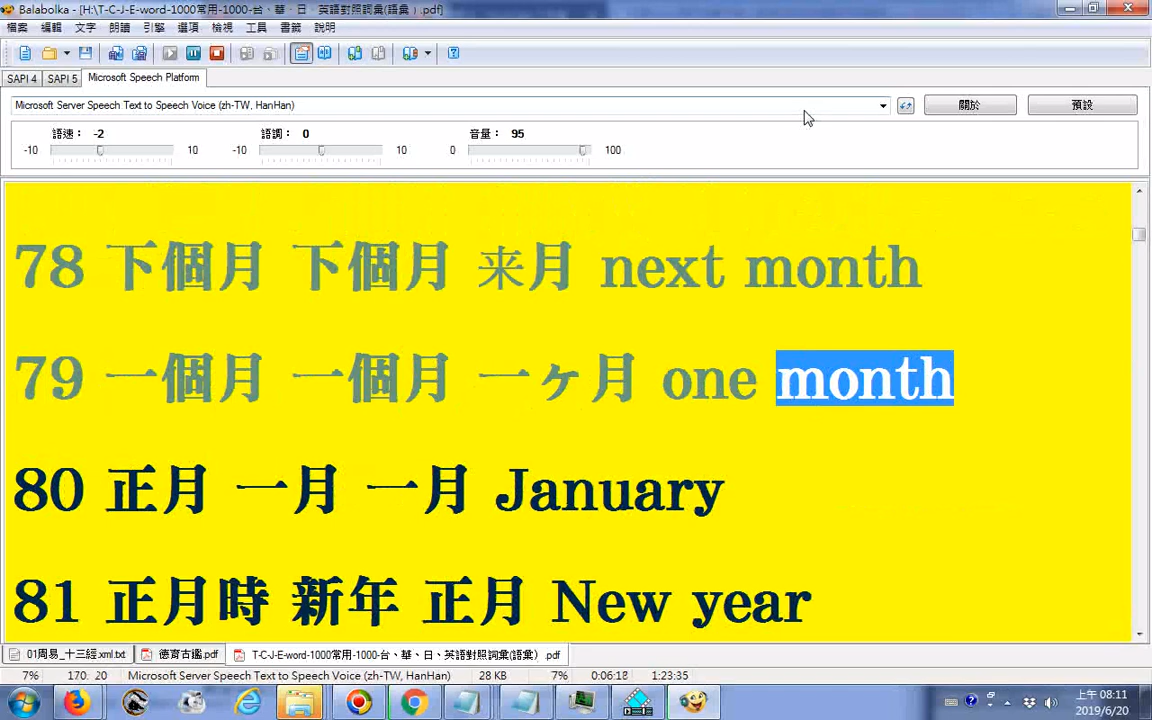 Balabolka - [H:\T-C-J-E-word-1000常用-1000-台、華、日、英語對照詞彙(語彙).pdf]
檔案 編輯 文字 朗讀 引擎 選項 檢視 工具 書籤 說明
SAPI 4 SAPI 5 Microsoft Speech Platform
Microsoft Server Speech Text to Speech Voice (zh-TW, HanHan) 關於 預設
語速： -2 語調： 0 音量： 95
-10 10 -10 10 0 100
78 下個月 下個月 来月 next month
79 一個月 一個月 一ヶ月 one month
80 正月 一月 一月 January
81 正月時 新年 正月 New year
01周易_十三經.xml.txt 德育古鑑.pdf T-C-J-E-word-1000常用-1000-台、華、日、英語對照詞彙(語彙).pdf
7% 170: 20 Microsoft Server Speech Text to Speech Voice (zh-TW, HanHan) 28 KB 7% 0:06:18 1:23:35
上午 08:11
2019/6/20